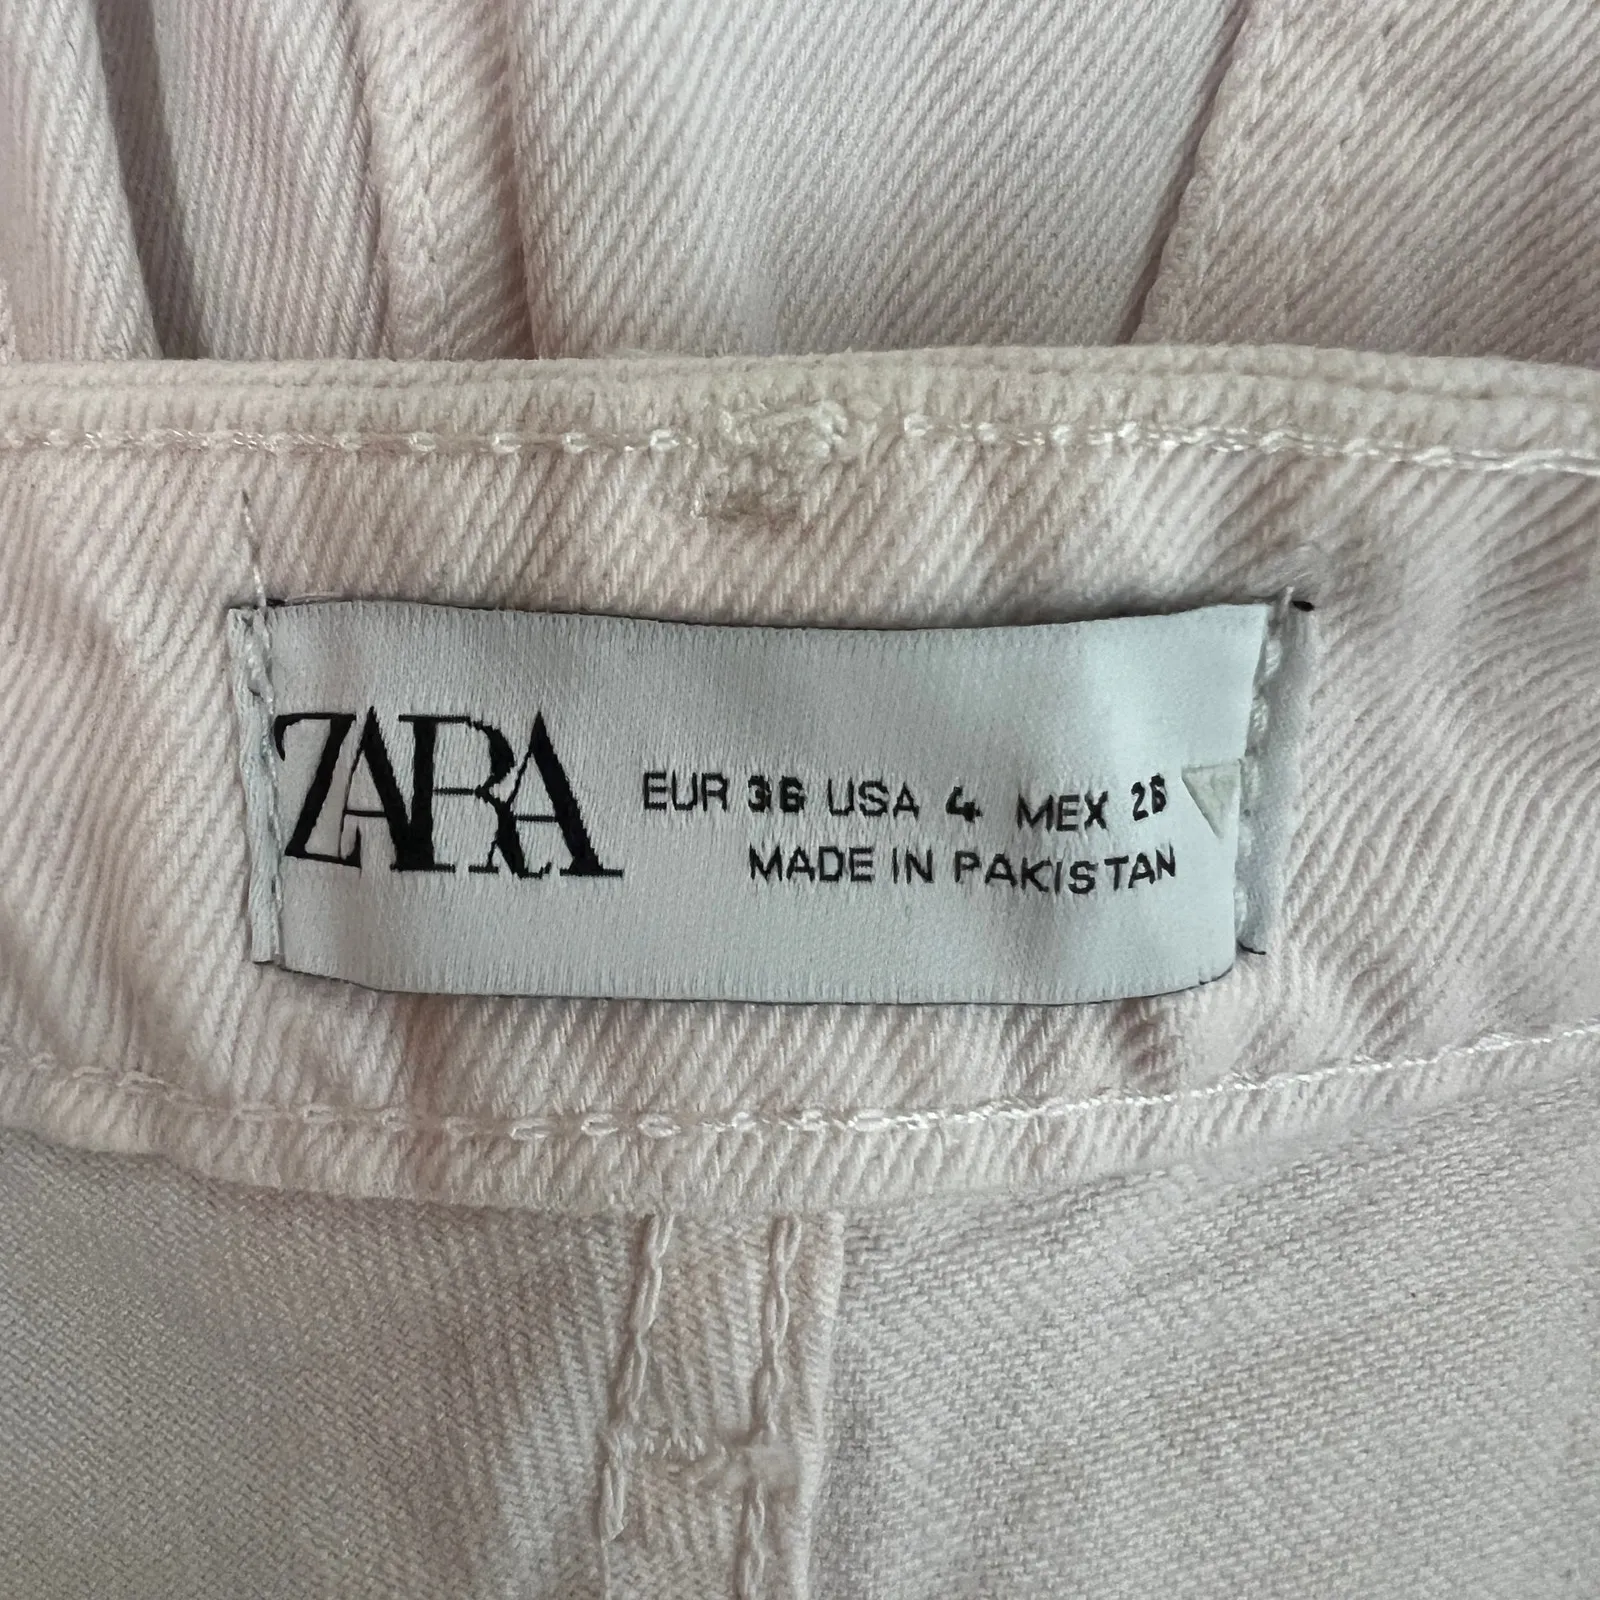 ZARA
EUR 36 USA 4 MEX 26
MADE IN PAKISTAN